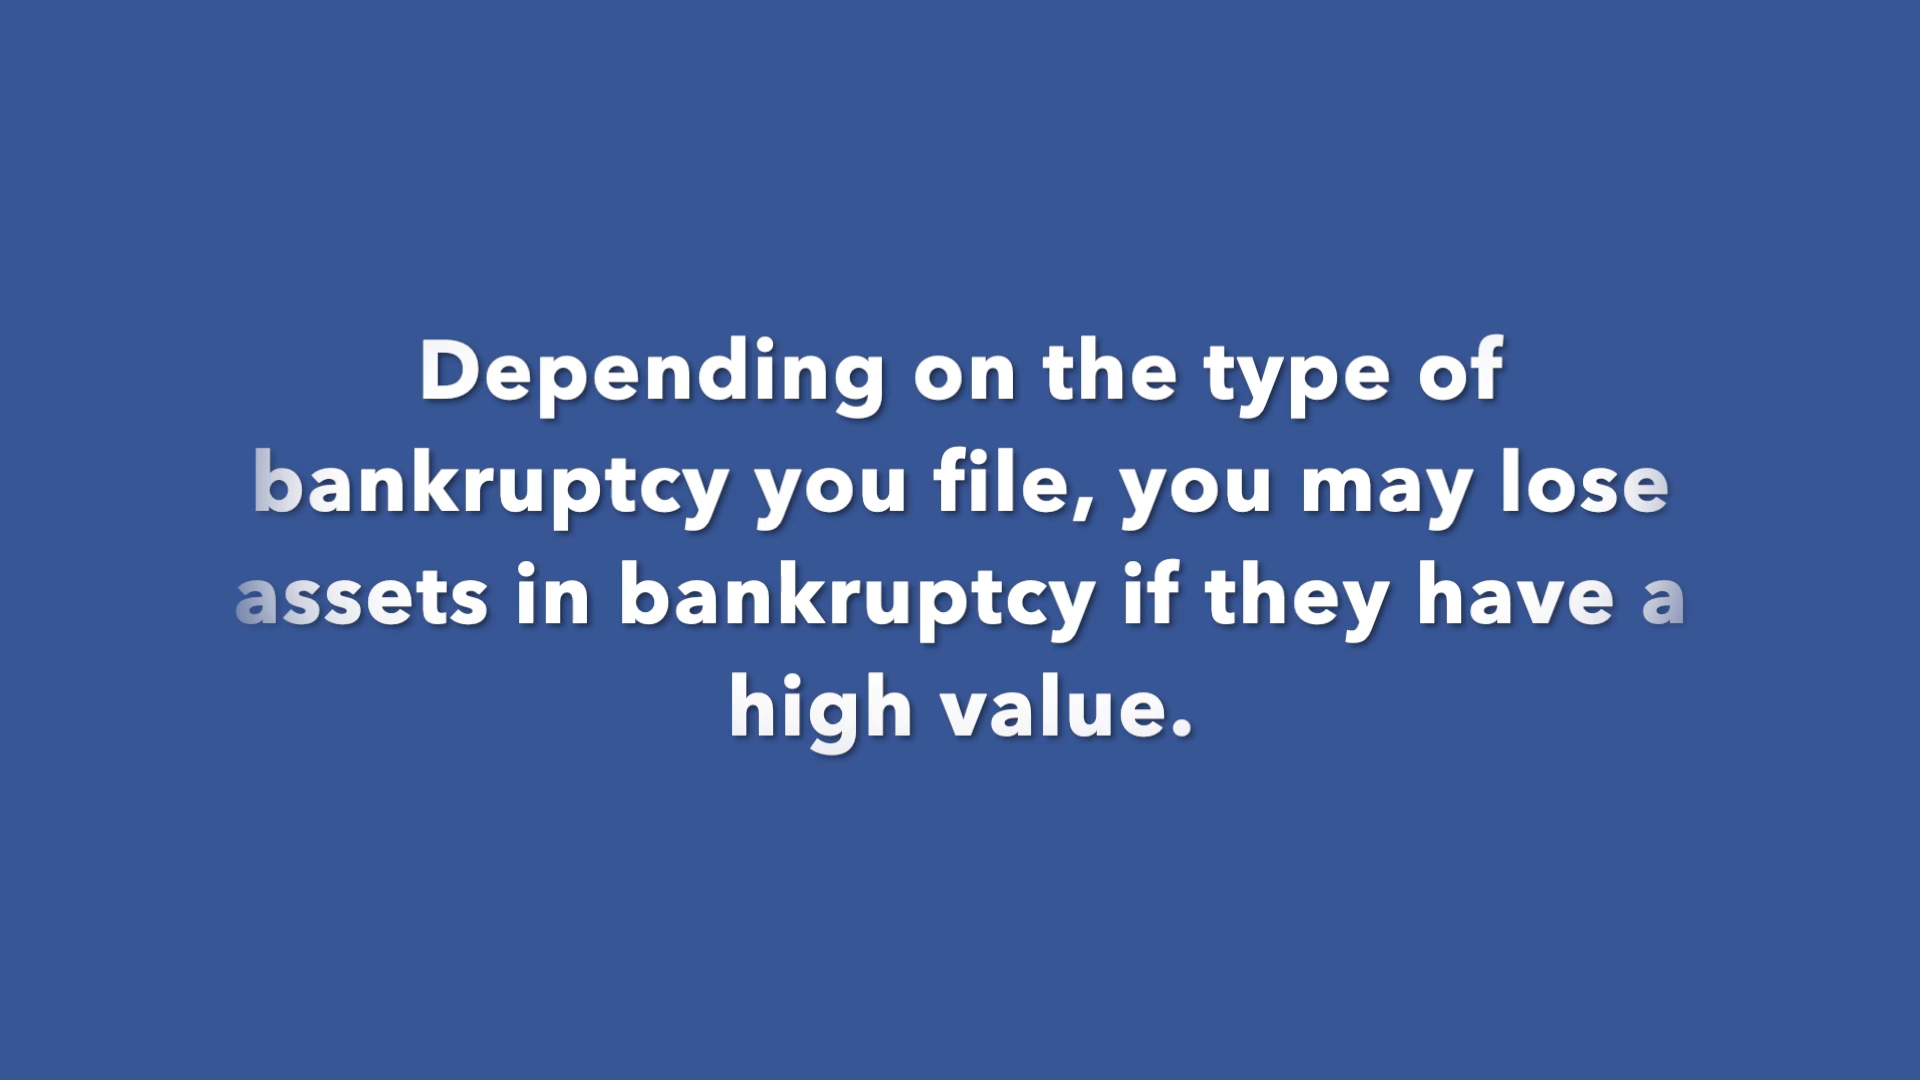 Depending on the type of
bankruptcy you file, you may lose
assets in bankruptcy if they have a
high value.